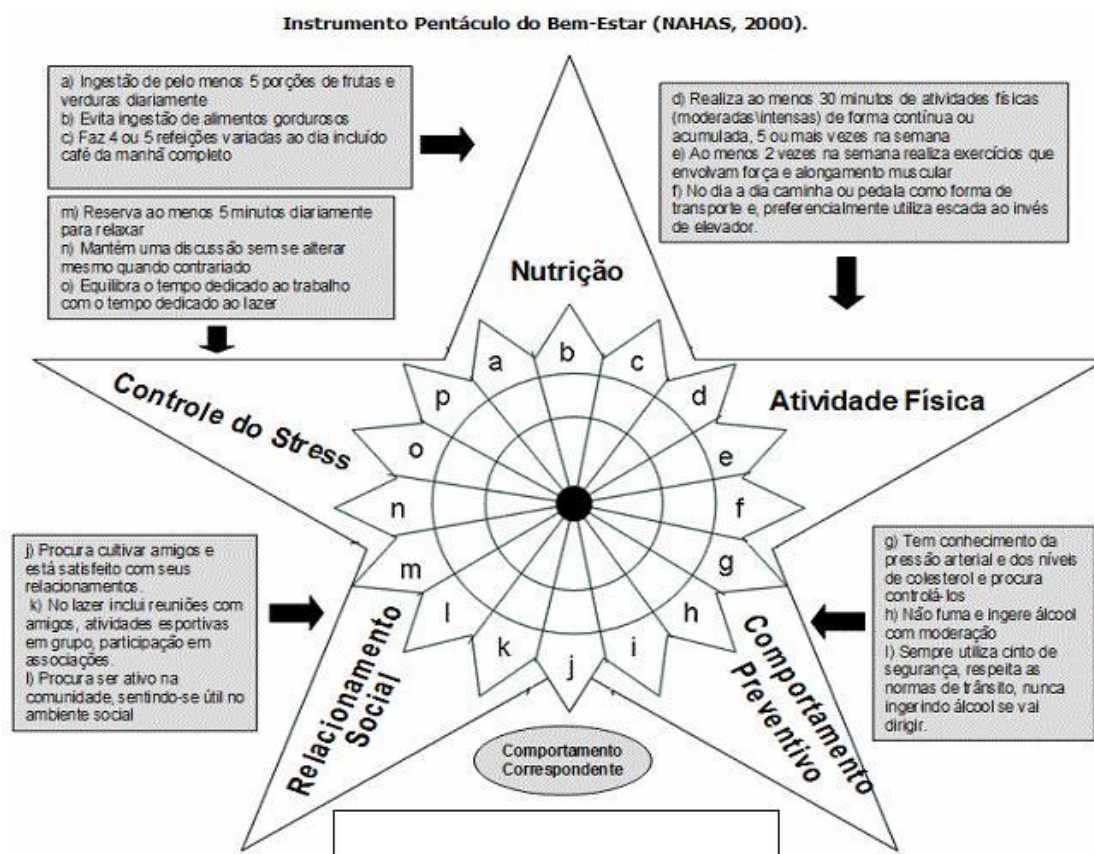 Instrumento Pentáculo do Bem-Estar (NAHAS, 2000).
a) Ingestão de pelo menos 5 porções de frutas e
verduras diariamente
b) Evita ingestão de alimentos gordurosos
c) Faz 4 ou 5 refeições variadas ao dia incluído
café da manhã completo
d) Realiza ao menos 30 minutos de atividades físicas
(moderadas\intensas) de forma contínua ou
acumulada, 5 ou mais vezes na semana
e) Ao menos 2 vezes na semana realiza exercícios que
envolvam força e alongamento muscular
f) No dia a dia caminha ou pedala como forma de
transporte e, preferencialmente utiliza escada ao invés
de elevador.
m) Reserva ao menos 5 minutos diariamente
para relaxar
n) Mantém uma discussão sem se alterar
mesmo quando contrariado
o) Equilibra o tempo dedicado ao trabalho
com o tempo dedicado ao lazer
Nutrição
Controle do Stress
Atividade Física
a
b
c
d
e
f
g
h
i
j
k
l
m
n
o
p
j) Procura cultivar amigos e
está satisfeito com seus
relacionamentos.
k) No lazer inclui reuniões com
amigos, atividades esportivas
em grupo, participação em
associações.
l) Procura ser ativo na
comunidade, sentindo-se útil no
ambiente social
g) Tem conhecimento da
pressão arterial e dos níveis
de colesterol e procura
controlá-los
h) Não fuma e ingere álcool
com moderação
I) Sempre utiliza cinto de
segurança, respeita as
normas de trânsito, nunca
ingerindo álcool se vai
dirigir.
Relacionamento
Social
Comportamento
Preventivo
Comportamento
Correspondente